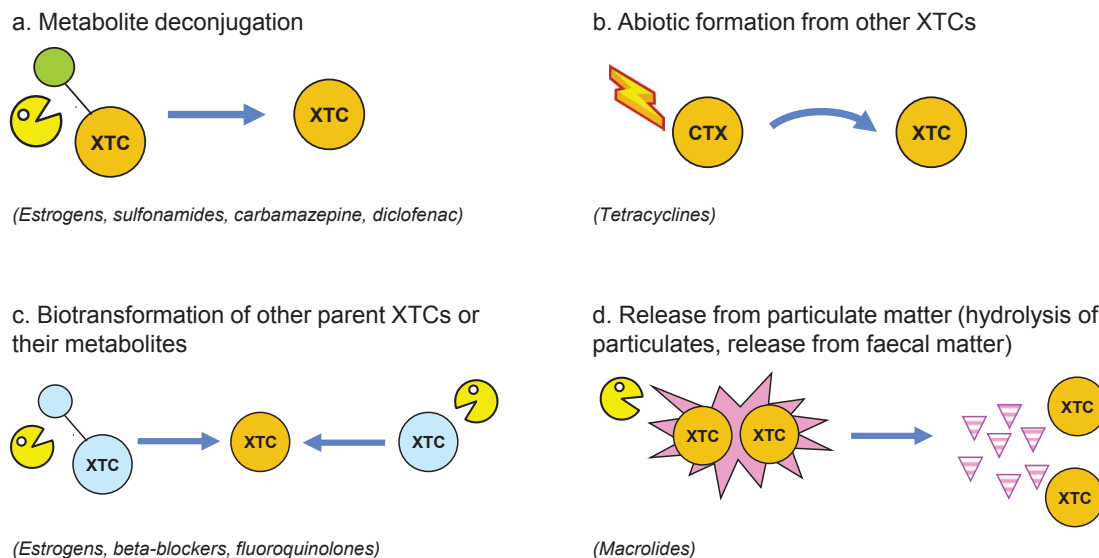 a. Metabolite deconjugation
XTC
XTC
(Estrogens, sulfonamides, carbamazepine, diclofenac)
b. Abiotic formation from other XTCs
CTX
XTC
(Tetracyclines)
c. Biotransformation of other parent XTCs or
their metabolites
XTC
XTC
XTC
(Estrogens, beta-blockers, fluoroquinolones)
d. Release from particulate matter (hydrolysis of
particulates, release from faecal matter)
XTC
XTC
XTC
XTC
(Macrolides)